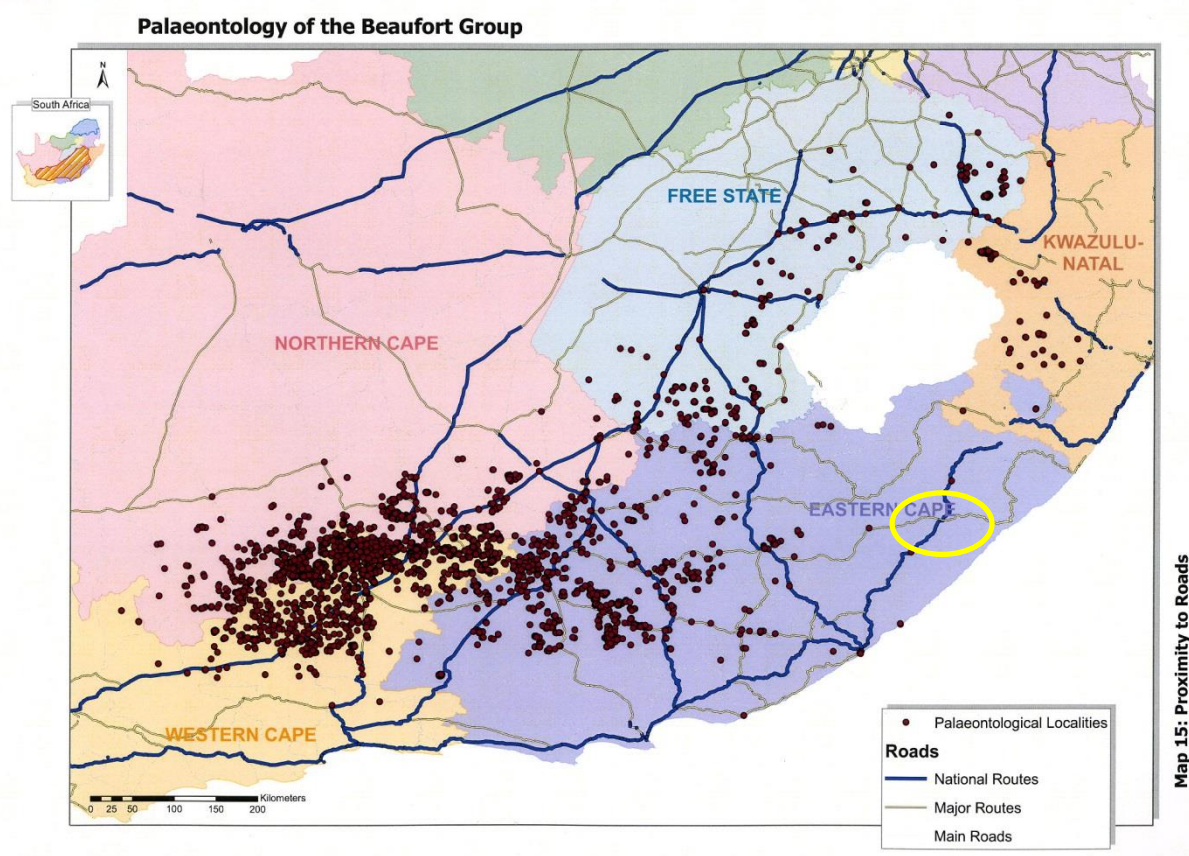 Palaeontology of the Beaufort Group
N
South Africa
FREE STATE
KWAZULU-
NATAL
NORTHERN CAPE
EASTERN CAPE
WESTERN CAPE
Palaeontological Localities
Roads
National Routes
Major Routes
Main Roads
Kilometers
0 25 50 100 150 200
Map 15: Proximity to Roads